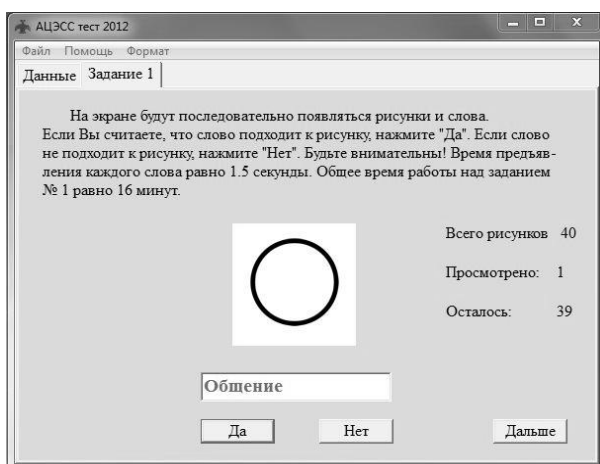 АЦЭСС тест 2012
Файл Помощь Формат
Данные Задание 1
На экране будут последовательно появляться рисунки и слова.
Если Вы считаете, что слово подходит к рисунку, нажмите "Да". Если слово
не подходит к рисунку, нажмите "Нет". Будьте внимательны! Время предъяв-
ления каждого слова равно 1.5 секунды. Общее время работы над заданием
№ 1 равно 16 минут.
Всего рисунков 40
Просмотрено: 1
Осталось: 39
Общение
Да Нет Дальше